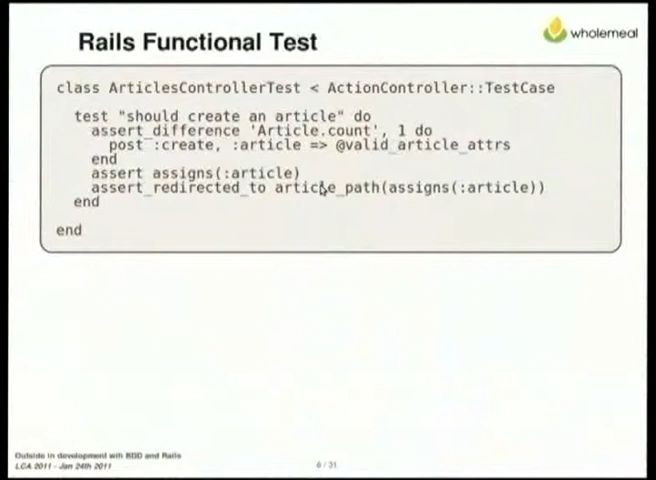 Rails Functional Test
wholemeal
class ArticlesControllerTest < ActionController::TestCase
test "should create an article" do
assert_difference 'Article.count', 1 do
post :create, :article => @valid_article_attrs
end
assert assigns(:article)
assert_redirected_to article_path(assigns(:article))
end
end
Outside in development with BDD and Rails
LCA 2011 - Jan 24th 2011
6 / 31